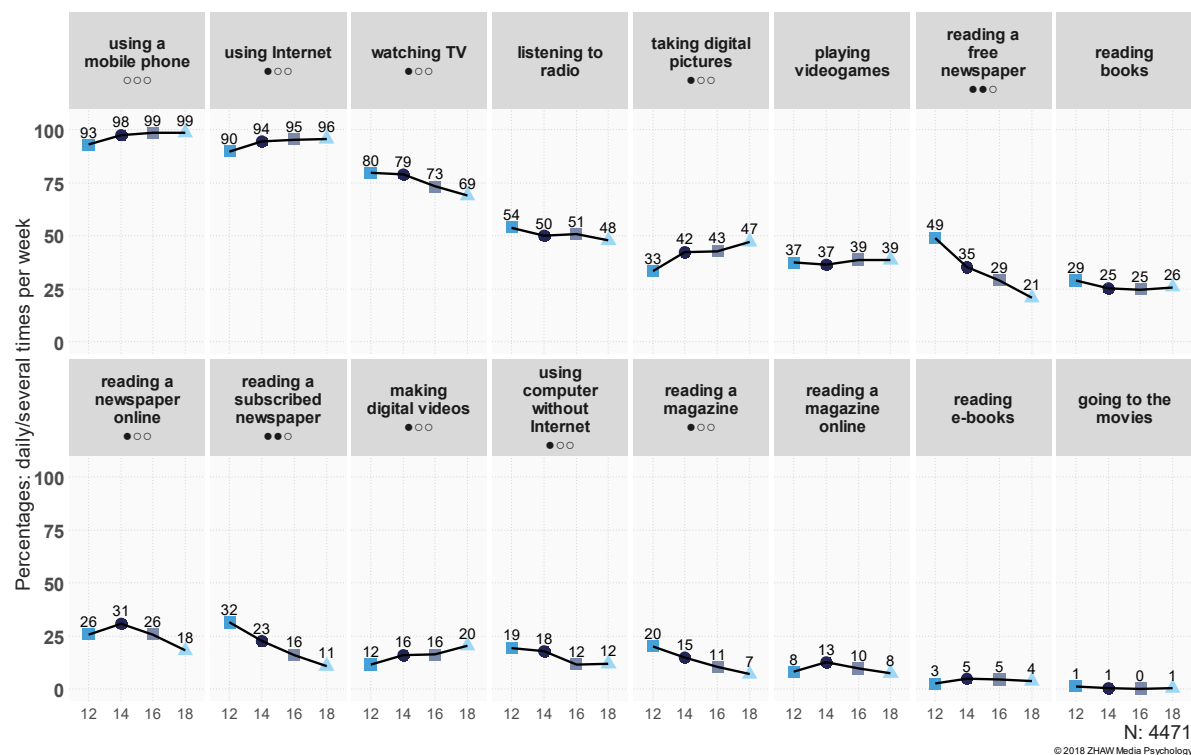 using a
mobile phone
○○○
using Internet
●○○
watching TV
●○○
listening to
radio
taking digital
pictures
●○○
playing
videogames
reading a
free
newspaper
●●○
reading
books
Percentages: daily/several times per week
100
75
50
25
0
93 98 99 99
90 94 95 96
80 79 73 69
54 50 51 48
33 42 43 47
37 37 39 39
49 35 29 21
29 25 25 26
reading a
newspaper
online
●○○
reading a
subscribed
newspaper
●●○
making
digital videos
●○○
using
computer
without
Internet
●○○
reading a
magazine
●○○
reading a
magazine
online
reading
e-books
going to the
movies
100
75
50
25
0
26 31 26 18
32 23 16 11
12 16 16 20
19 18 12 12
20 15 11 7
8 13 10 8
3 5 5 4
1 1 0 1
12 14 16 18
12 14 16 18
12 14 16 18
12 14 16 18
12 14 16 18
12 14 16 18
12 14 16 18
12 14 16 18
N: 4471
© 2018 ZHAW Media Psychology